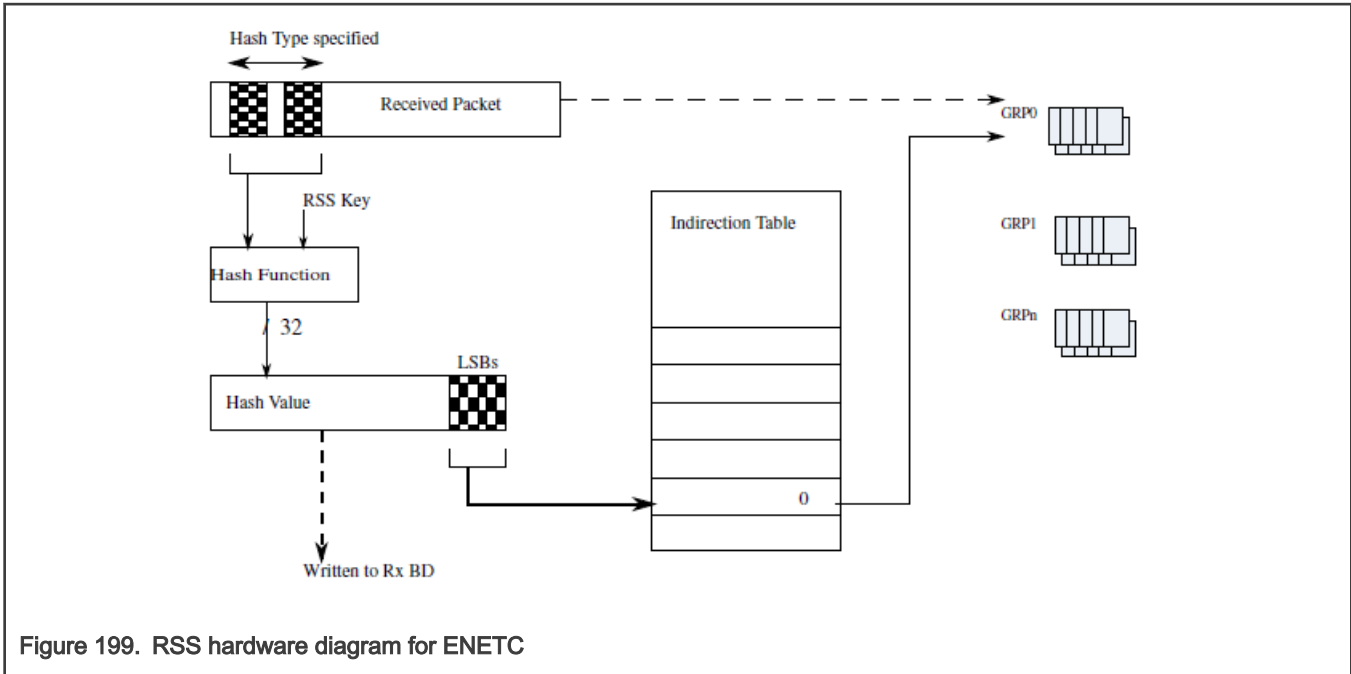 Hash Type specified
Received Packet
GRP0
RSS Key
Indirection Table
GRP1
Hash Function
/ 32
GRPn
LSBs
Hash Value
0
Written to Rx BD
Figure 199. RSS hardware diagram for ENETC